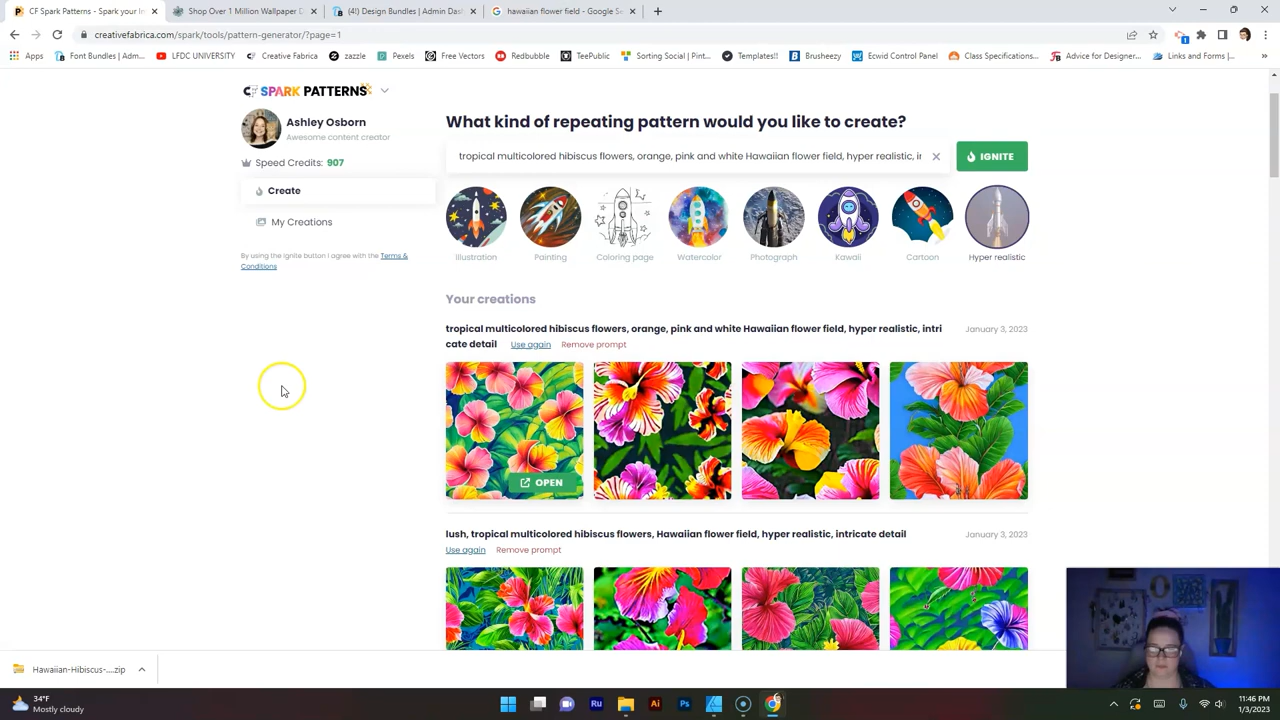 CF Spark Patterns - Spark your In
Shop Over 1 Million Wallpaper D
(4!) Design Bundles | Admin Das
hawaiian flower field - Google Se
creativefabrica.com/spark/tools/pattern-generator/?page=1
Apps
Font Bundles | Adm...
LFDC UNIVERSITY
Creative Fabrica
zazzle
Pexels
Free Vectors
Redbubble
TeePublic
Sorting Social | Pint...
Templates!!
Brusheezy
Ecwid Control Panel
Class Specifications...
Advice for Designer...
Links and Forms |...
CF SPARK PATTERNS
Ashley Osborn
Awesome content creator
Speed Credits: 907
Create
My Creations
By using the ignite button I agree with the Terms &
Conditions
What kind of repeating pattern would you like to create?
tropical multicolored hibiscus flowers, orange, pink and white Hawaiian flower field, hyper realistic, ir
IGNITE
Illustration
Painting
Coloring page
Watercolor
Photograph
Kawaii
Cartoon
Hyper realistic
Your creations
tropical multicolored hibiscus flowers, orange, pink and white Hawaiian flower field, hyper realistic, intri
cate detail Use again Remove prompt
January 3, 2023
OPEN
lush, tropical multicolored hibiscus flowers, Hawaiian flower field, hyper realistic, intricate detail
January 3, 2023
Use again Remove prompt
Hawaiian-Hibiscus-....zip
34°F
Mostly cloudy
Ru
Ai
Ps
11:46 PM
1/3/2023